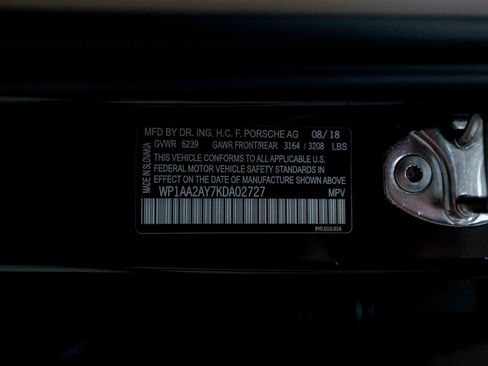 MFD BY DR. ING. H.C. F. PORSCHE AG 08/18
GVWR 6239 GAWR FRONT/REAR 3164 / 3208 LBS
THIS VEHICLE CONFORMS TO ALL APPLICABLE U.S.
FEDERAL MOTOR VEHICLE SAFETY STANDARDS IN
EFFECT ON THE DATE OF MANUFACTURE SHOWN ABOVE
WP1AA2AY7KDA02727 MPV
9Y0.010.016
MADE IN SLOVAKIA